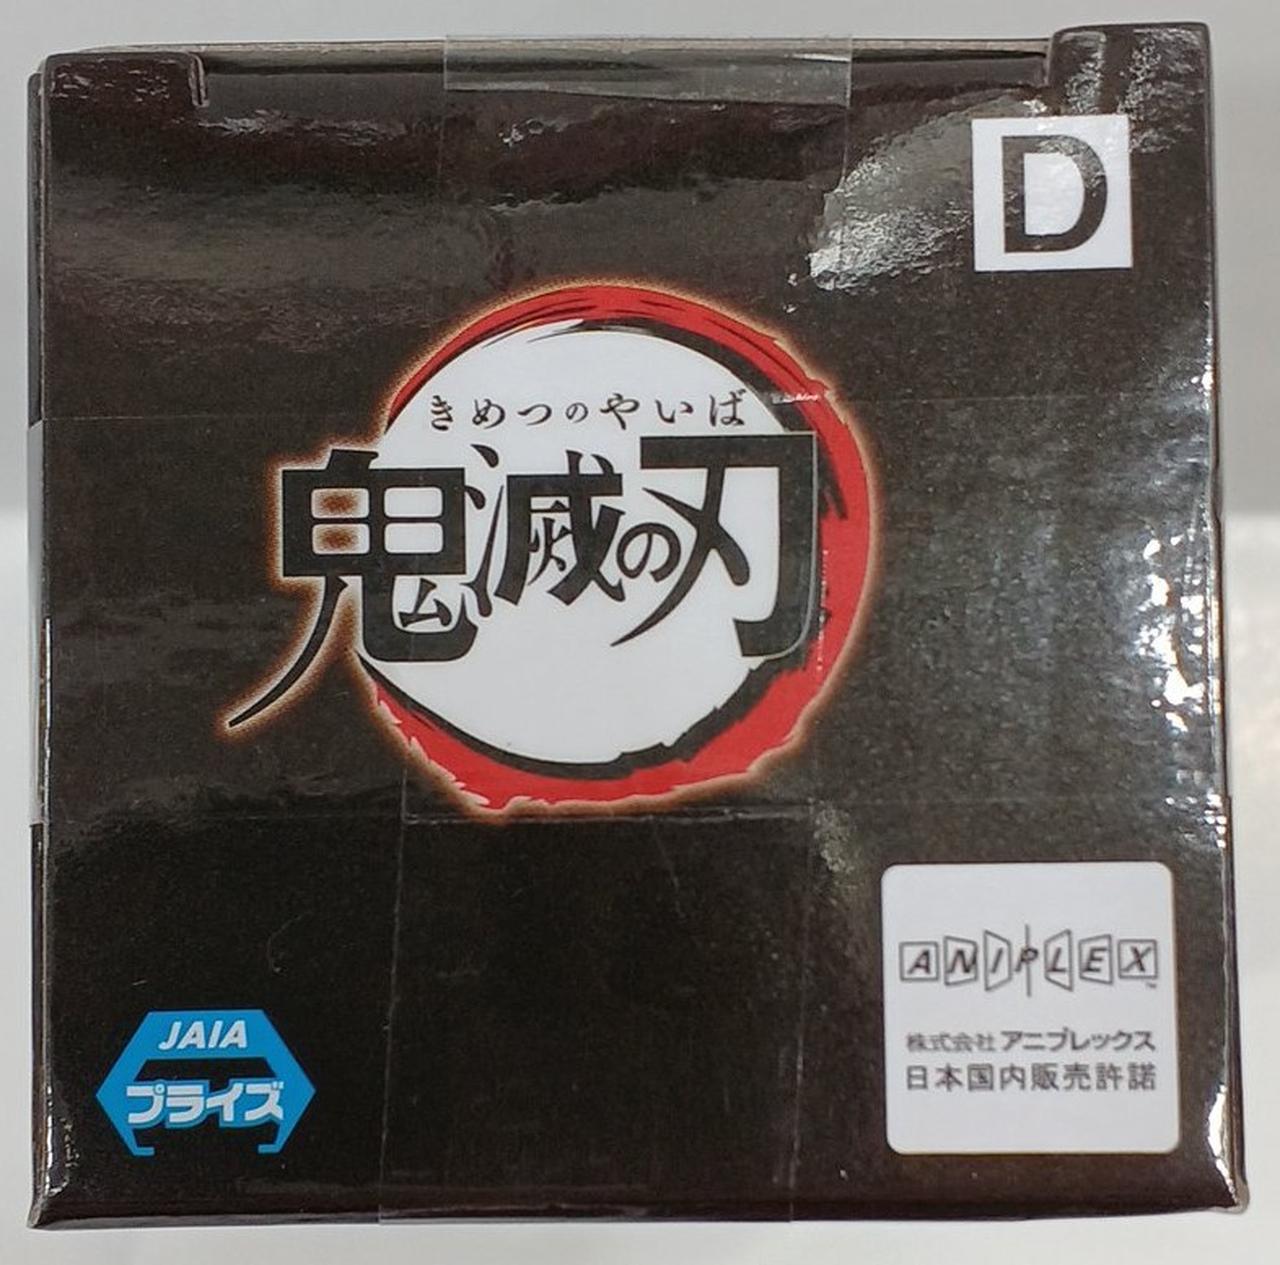 D
きめつのやいば
鬼滅の刃
ANIPLEX™
株式会社アニプレックス
日本国内販売許諾
JAIA
プライズ